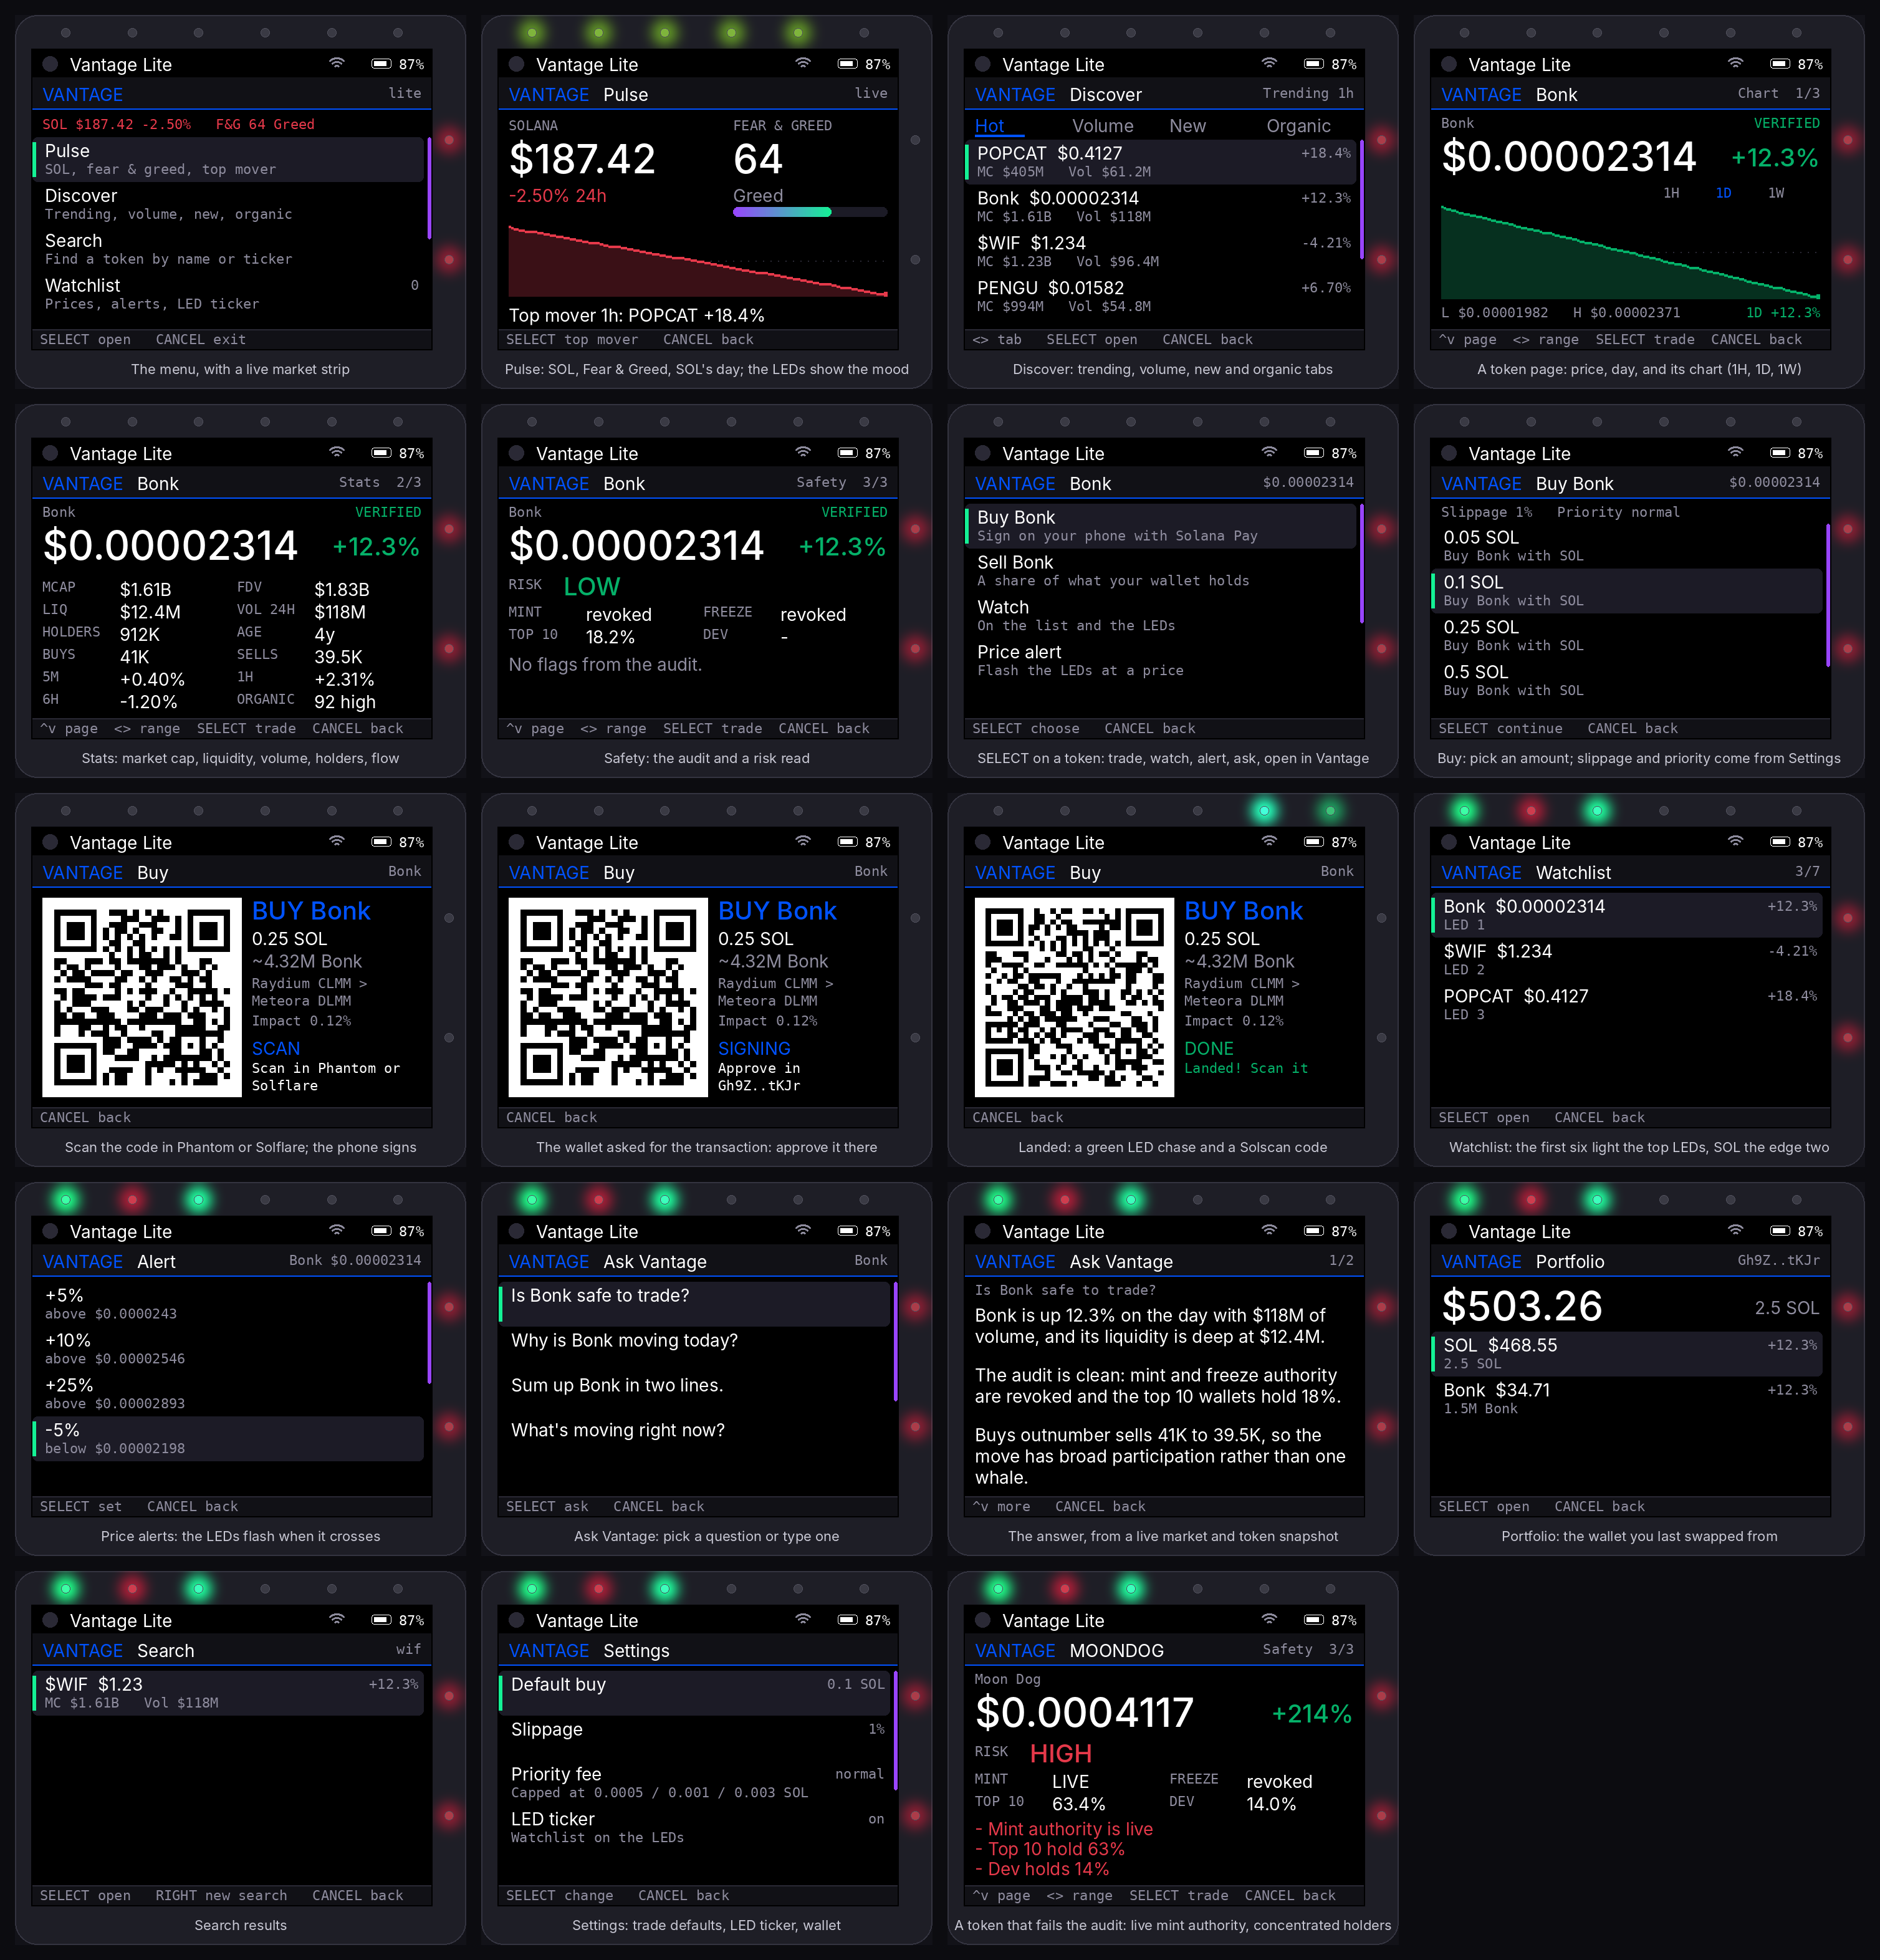 Vantage Lite 87%
VANTAGE lite
SOL $187.42 -2.50% F&G 64 Greed
Pulse
SOL, fear & greed, top mover
Discover
Trending, volume, new, organic
Search
Find a token by name or ticker
Watchlist 0
Prices, alerts, LED ticker
SELECT open CANCEL exit
The menu, with a live market strip
Vantage Lite 87%
VANTAGE Pulse live
SOLANA FEAR & GREED
$187.42 64
-2.50% 24h Greed
Top mover 1h: POPCAT +18.4%
SELECT top mover CANCEL back
Pulse: SOL, Fear & Greed, SOL's day; the LEDs show the mood
Vantage Lite 87%
VANTAGE Discover Trending 1h
Hot Volume New Organic
POPCAT $0.4127 +18.4%
MC $405M Vol $61.2M
Bonk $0.00002314 +12.3%
MC $1.61B Vol $118M
$WIF $1.234 -4.21%
MC $1.23B Vol $96.4M
PENGU $0.01582 +6.70%
MC $994M Vol $54.8M
<> tab SELECT open CANCEL back
Discover: trending, volume, new and organic tabs
Vantage Lite 87%
VANTAGE Bonk Chart 1/3
Bonk VERIFIED
$0.00002314 +12.3%
1H 1D 1W
L $0.00001982 H $0.00002371 1D +12.3%
^v page <> range SELECT trade CANCEL back
A token page: price, day, and its chart (1H, 1D, 1W)
Vantage Lite 87%
VANTAGE Bonk Stats 2/3
Bonk VERIFIED
$0.00002314 +12.3%
MCAP $1.61B FDV $1.83B
LIQ $12.4M VOL 24H $118M
HOLDERS 912K AGE 4y
BUYS 41K SELLS 39.5K
5M +0.40% 1H +2.31%
6H -1.20% ORGANIC 92 high
^v page <> range SELECT trade CANCEL back
Stats: market cap, liquidity, volume, holders, flow
Vantage Lite 87%
VANTAGE Bonk Safety 3/3
Bonk VERIFIED
$0.00002314 +12.3%
RISK LOW
MINT revoked FREEZE revoked
TOP 10 18.2% DEV -
No flags from the audit.
^v page <> range SELECT trade CANCEL back
Safety: the audit and a risk read
Vantage Lite 87%
VANTAGE Bonk $0.00002314
Buy Bonk
Sign on your phone with Solana Pay
Sell Bonk
A share of what your wallet holds
Watch
On the list and the LEDs
Price alert
Flash the LEDs at a price
SELECT choose CANCEL back
SELECT on a token: trade, watch, alert, ask, open in Vantage
Vantage Lite 87%
VANTAGE Buy Bonk $0.00002314
Slippage 1% Priority normal
0.05 SOL
Buy Bonk with SOL
0.1 SOL
Buy Bonk with SOL
0.25 SOL
Buy Bonk with SOL
0.5 SOL
Buy Bonk with SOL
SELECT continue CANCEL back
Buy: pick an amount; slippage and priority come from Settings
Vantage Lite 87%
VANTAGE Buy Bonk
BUY Bonk
0.25 SOL
~4.32M Bonk
Raydium CLMM >
Meteora DLMM
Impact 0.12%
SCAN
Scan in Phantom or
Solflare
CANCEL back
Scan the code in Phantom or Solflare; the phone signs
Vantage Lite 87%
VANTAGE Buy Bonk
BUY Bonk
0.25 SOL
~4.32M Bonk
Raydium CLMM >
Meteora DLMM
Impact 0.12%
SIGNING
Approve in
Gh9Z..tKJr
CANCEL back
The wallet asked for the transaction: approve it there
Vantage Lite 87%
VANTAGE Buy Bonk
BUY Bonk
0.25 SOL
~4.32M Bonk
Raydium CLMM >
Meteora DLMM
Impact 0.12%
DONE
Landed! Scan it
CANCEL back
Landed: a green LED chase and a Solscan code
Vantage Lite 87%
VANTAGE Watchlist 3/7
Bonk $0.00002314 +12.3%
LED 1
$WIF $1.234 -4.21%
LED 2
POPCAT $0.4127 +18.4%
LED 3
SELECT open CANCEL back
Watchlist: the first six light the top LEDs, SOL the edge two
Vantage Lite 87%
VANTAGE Alert Bonk $0.00002314
+5%
above $0.0000243
+10%
above $0.00002546
+25%
above $0.00002893
-5%
below $0.00002198
SELECT set CANCEL back
Price alerts: the LEDs flash when it crosses
Vantage Lite 87%
VANTAGE Ask Vantage Bonk
Is Bonk safe to trade?
Why is Bonk moving today?
Sum up Bonk in two lines.
What's moving right now?
SELECT ask CANCEL back
Ask Vantage: pick a question or type one
Vantage Lite 87%
VANTAGE Ask Vantage 1/2
Is Bonk safe to trade?
Bonk is up 12.3% on the day with $118M of
volume, and its liquidity is deep at $12.4M.
The audit is clean: mint and freeze authority
are revoked and the top 10 wallets hold 18%.
Buys outnumber sells 41K to 39.5K, so the
move has broad participation rather than one
whale.
^v more CANCEL back
The answer, from a live market and token snapshot
Vantage Lite 87%
VANTAGE Portfolio Gh9Z..tKJr
$503.26 2.5 SOL
SOL $468.55 +12.3%
2.5 SOL
Bonk $34.71 +12.3%
1.5M Bonk
SELECT open CANCEL back
Portfolio: the wallet you last swapped from
Vantage Lite 87%
VANTAGE Search wif
$WIF $1.23 +12.3%
MC $1.61B Vol $118M
SELECT open RIGHT new search CANCEL back
Search results
Vantage Lite 87%
VANTAGE Settings
Default buy 0.1 SOL
Slippage 1%
Priority fee normal
Capped at 0.0005 / 0.001 / 0.003 SOL
LED ticker on
Watchlist on the LEDs
SELECT change CANCEL back
Settings: trade defaults, LED ticker, wallet
Vantage Lite 87%
VANTAGE MOONDOG Safety 3/3
Moon Dog
$0.0004117 +214%
RISK HIGH
MINT LIVE FREEZE revoked
TOP 10 63.4% DEV 14.0%
- Mint authority is live
- Top 10 hold 63%
- Dev holds 14%
^v page <> range SELECT trade CANCEL back
A token that fails the audit: live mint authority, concentrated holders